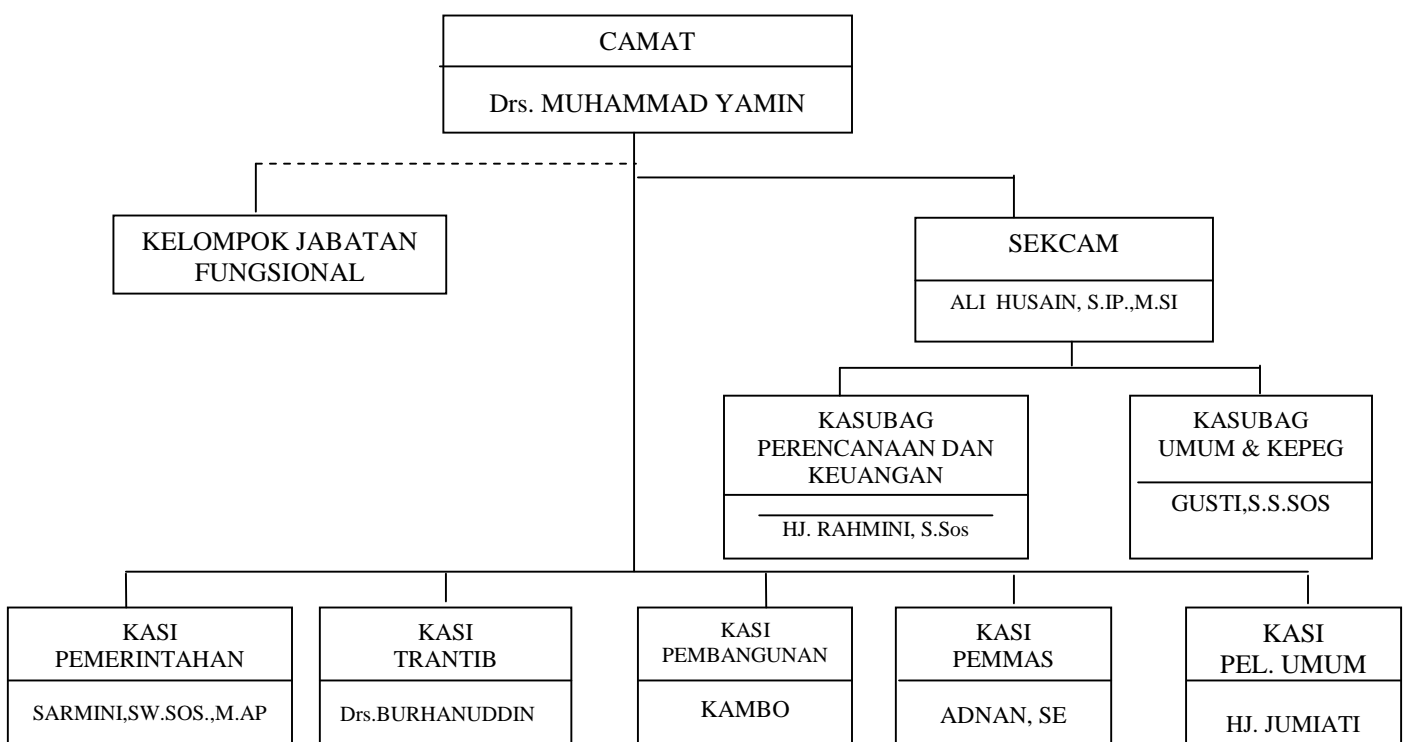 CAMAT
Drs. MUHAMMAD YAMIN
KELOMPOK JABATAN
FUNGSIONAL
SEKCAM
ALI HUSAIN, S.IP.,M.SI
KASUBAG
PERENCANAAN DAN
KEUANGAN
HJ. RAHMINI, S.Sos
KASUBAG
UMUM & KEPEG
GUSTI,S.S.SOS
KASI
PEMERINTAHAN
SARMINI,SW.SOS.,M.AP
KASI
TRANTIB
Drs.BURHANUDDIN
KASI
PEMBANGUNAN
KAMBO
KASI
PEMMAS
ADNAN, SE
KASI
PEL. UMUM
HJ. JUMIATI